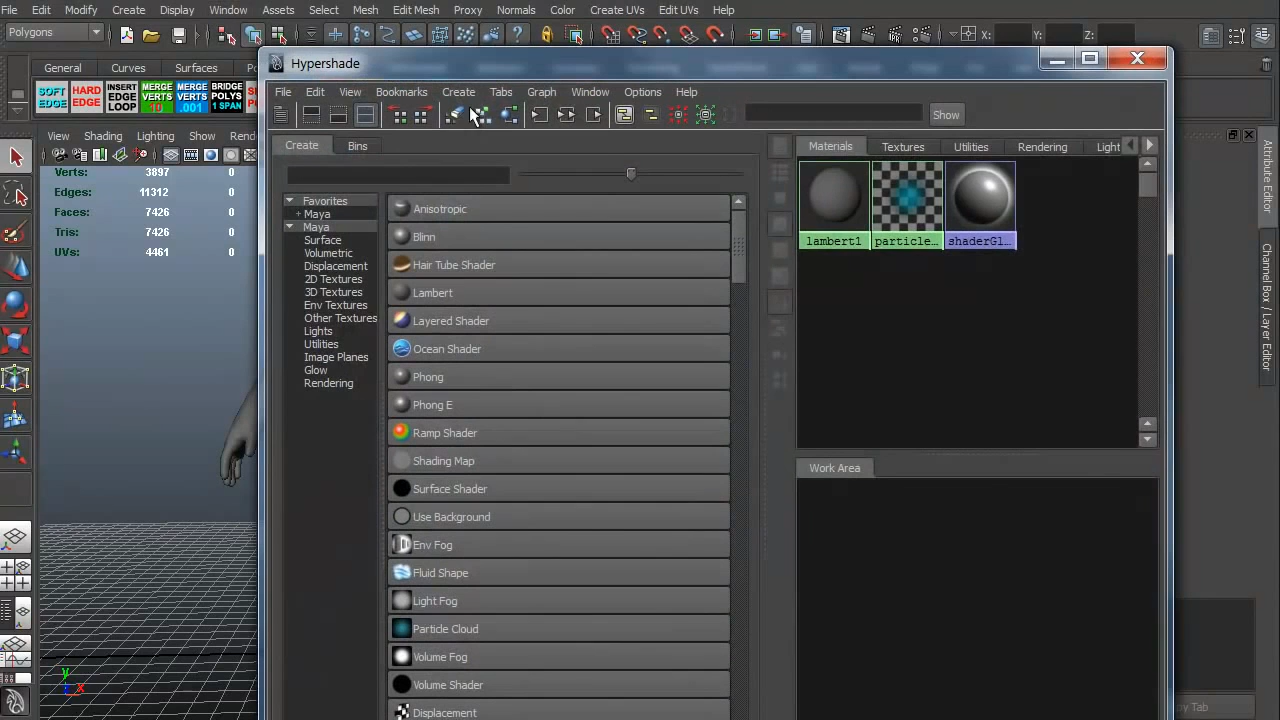 File Edit Modify Create Display Window Assets Select Mesh Edit Mesh Proxy Normals Color Create UVs Edit UVs Help
Polygons X: Y: Z:
Hypershade
General Curves Surfaces
SOFT EDGE HARD EDGE INSERT EDGE LOOP MERGE VERTS 10 MERGE VERTS .001 BRIDGE POLYS 1 SPAN
File Edit View Bookmarks Create Tabs Graph Window Options Help
Show
View Shading Lighting Show
Create Bins
Materials Textures Utilities Rendering
Verts: 3897 0
Edges: 11312 0
Faces: 7426 0
Tris: 7426 0
UVs: 4461 0
Favorites
+ Maya
Maya
Surface
Volumetric
Displacement
2D Textures
3D Textures
Env Textures
Other Textures
Lights
Utilities
Image Planes
Glow
Rendering
Anisotropic
Blinn
Hair Tube Shader
Lambert
Layered Shader
Ocean Shader
Phong
Phong E
Ramp Shader
Shading Map
Surface Shader
Use Background
Env Fog
Fluid Shape
Light Fog
Particle Cloud
Volume Fog
Volume Shader
Displacement
lambert1 particle... shaderGl...
Work Area
Attribute Editor
Channel Box / Layer Editor
y
x